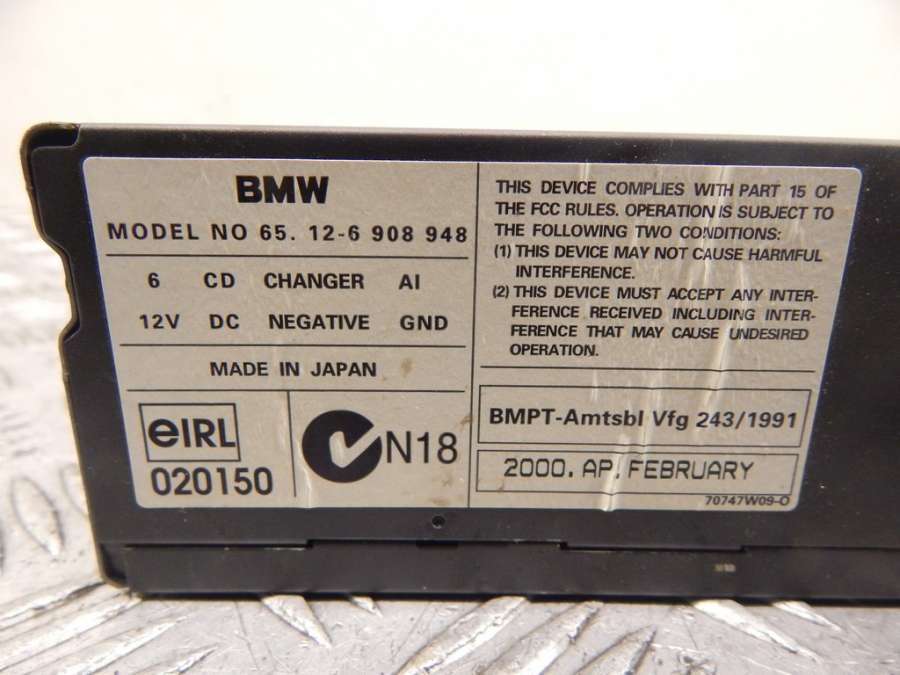 BMW
MODEL NO 65. 12-6 908 948
6 CD CHANGER AI
12V DC NEGATIVE GND
MADE IN JAPAN
eIRL
020150
N18
THIS DEVICE COMPLIES WITH PART 15 OF
THE FCC RULES. OPERATION IS SUBJECT TO
THE FOLLOWING TWO CONDITIONS:
(1) THIS DEVICE MAY NOT CAUSE HARMFUL
INTERFERENCE.
(2) THIS DEVICE MUST ACCEPT ANY INTER-
FERENCE RECEIVED INCLUDING INTER-
FERENCE THAT MAY CAUSE UNDESIRED
OPERATION.
BMPT-Amtsbl Vfg 243/1991
2000. AP. FEBRUARY
70747W09-O